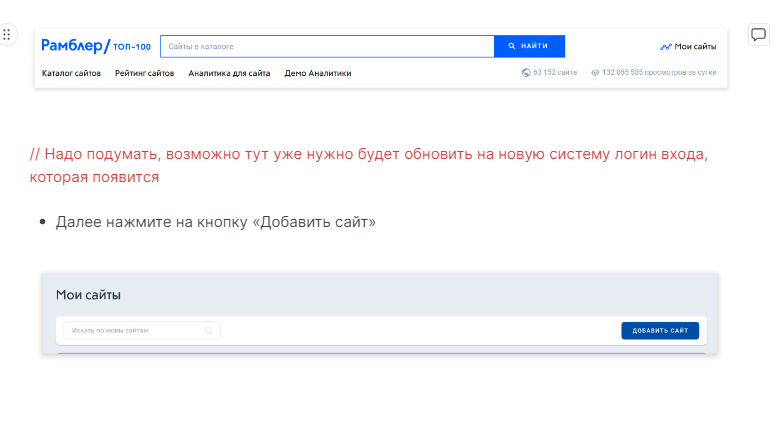 Рамблер/ ТОП-100
Сайты в каталоге
НАЙТИ
Мои сайты
Каталог сайтов Рейтинг сайтов Аналитика для сайта Демо Аналитики
63 152 сайта 132 055 535 просмотров за сутки
// Надо подумать, возможно тут уже нужно будет обновить на новую систему логин входа,
которая появится
• Далее нажмите на кнопку «Добавить сайт»
Мои сайты
Искать по моим сайтам
ДОБАВИТЬ САЙТ